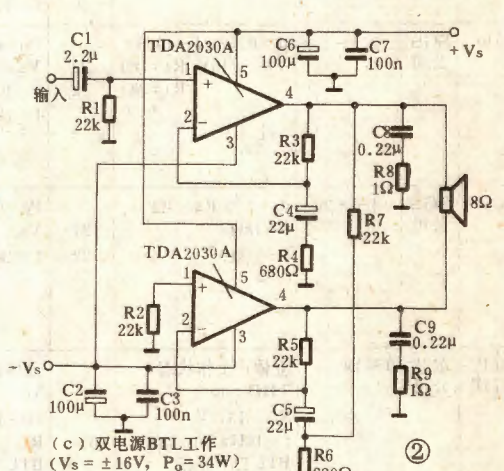 C1
2.2μ
输入
R1
22k
TDA2030A
1
+
2
−
5
4
3
C6
100μ
C7
100n
+Vs
R3
22k
C4
22μ
R4
680Ω
R7
22k
C8
0.22μ
R8
1Ω
8Ω
TDA2030A
1
+
2
−
5
4
3
R2
22k
R5
22k
C5
22μ
R6
C9
0.22μ
R9
1Ω
-Vs
C2
100μ
C3
100n
(c) 双电源BTL工作
(Vs = ±16V, Po=34W)
②